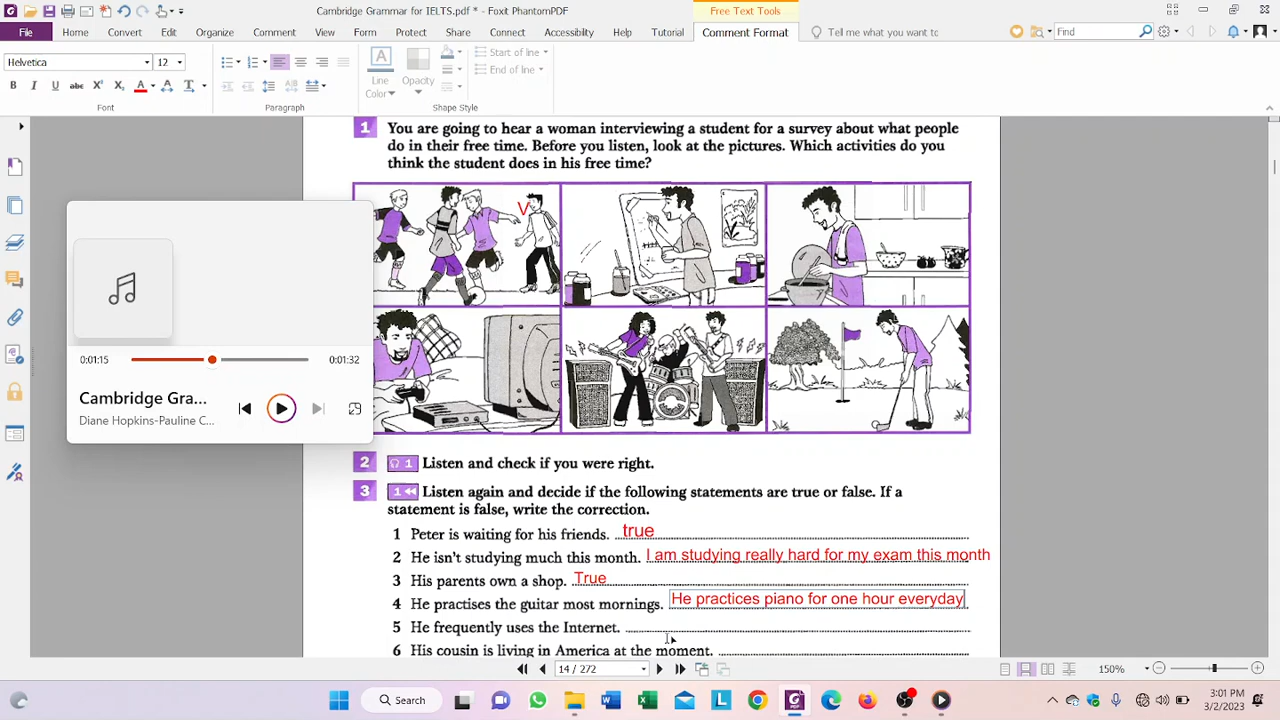 Cambridge Grammar for IELTS.pdf * - Foxit PhantomPDF
Free Text Tools
File Home Convert Edit Organize Comment View Form Protect Share Connect Accessibility Help Tutorial Comment Format Tell me what you want to Find
Helvetica 12
Start of line
End of line
B I U abc X² X₂ A T
Line Color
Opacity
Font Paragraph Shape Style
1 You are going to hear a woman interviewing a student for a survey about what people
do in their free time. Before you listen, look at the pictures. Which activities do you
think the student does in his free time?
V
0:01:15 0:01:32
Cambridge Gra...
Diane Hopkins-Pauline C...
2 1 Listen and check if you were right.
3 1 Listen again and decide if the following statements are true or false. If a
statement is false, write the correction.
1 Peter is waiting for his friends. true
2 He isn't studying much this month. I am studying really hard for my exam this month
3 His parents own a shop. True
4 He practises the guitar most mornings. He practices piano for one hour everyday
5 He frequently uses the Internet.
6 His cousin is living in America at the moment.
14 / 272 150%
Search
3:01 PM
3/2/2023